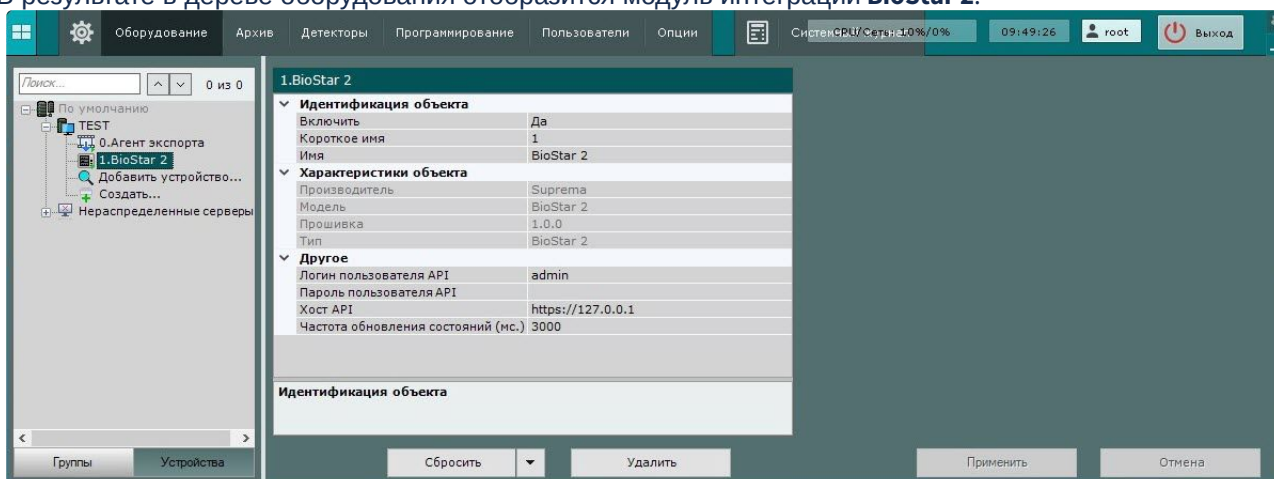 В результате в дереве оборудования отобразится модуль интеграции BioStar 2.
Оборудование Архив Детекторы Программирование Пользователи Опции CPU/Сеть: 10%/0% 09:49:26 root Выход
Поиск... 0 из 0
По умолчанию
TEST
0.Агент экспорта
1.BioStar 2
Добавить устройство...
Создать...
Нераспределенные серверы
Группы Устройства
1.BioStar 2
Идентификация объекта
Включить Да
Короткое имя 1
Имя BioStar 2
Характеристики объекта
Производитель Suprema
Модель BioStar 2
Прошивка 1.0.0
Тип BioStar 2
Другое
Логин пользователя API admin
Пароль пользователя API
Хост API https://127.0.0.1
Частота обновления состояний (мс.) 3000
Идентификация объекта
Сбросить Удалить Применить Отмена